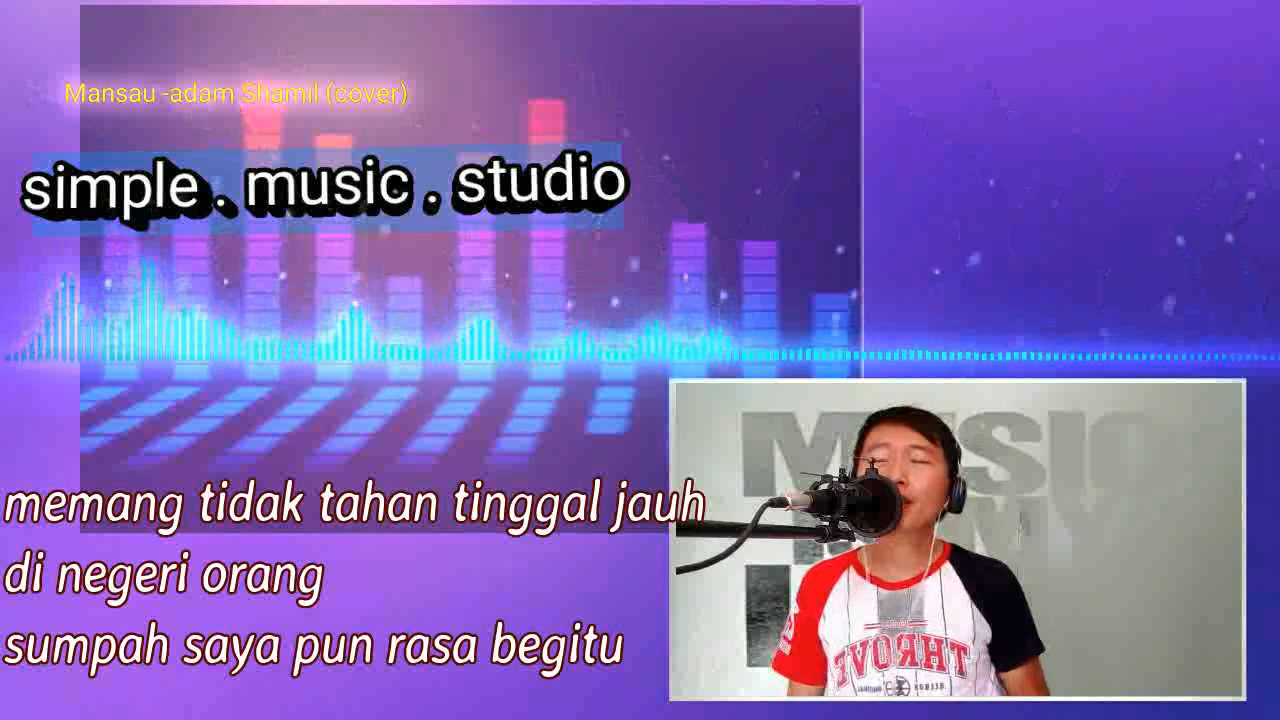 Mansau -adam Shamil (cover)
simple . music . studio
memang tidak tahan tinggal jauh
di negeri orang
sumpah saya pun rasa begitu
MUSIC